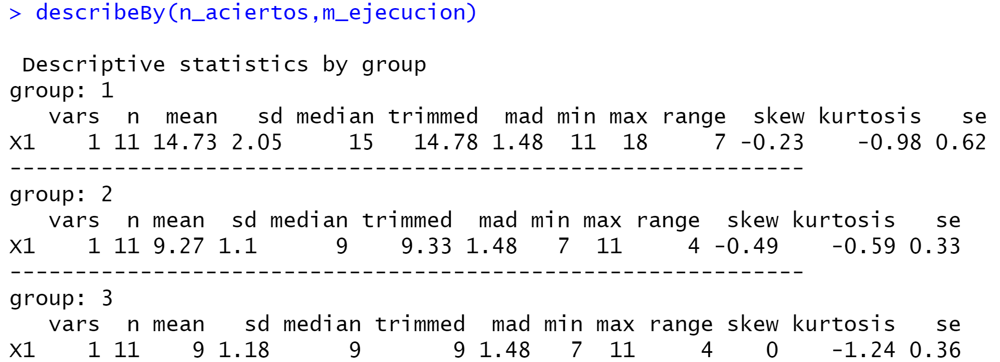 > describeBy(n_aciertos,m_ejecucion)
Descriptive statistics by group
group: 1
vars n mean sd median trimmed mad min max range skew kurtosis se
X1 1 11 14.73 2.05 15 14.78 1.48 11 18 7 -0.23 -0.98 0.62
--------------------------------------------------------------
group: 2
vars n mean sd median trimmed mad min max range skew kurtosis se
X1 1 11 9.27 1.1 9 9.33 1.48 7 11 4 -0.49 -0.59 0.33
--------------------------------------------------------------
group: 3
vars n mean sd median trimmed mad min max range skew kurtosis se
X1 1 11 9 1.18 9 9 1.48 7 11 4 0 -1.24 0.36